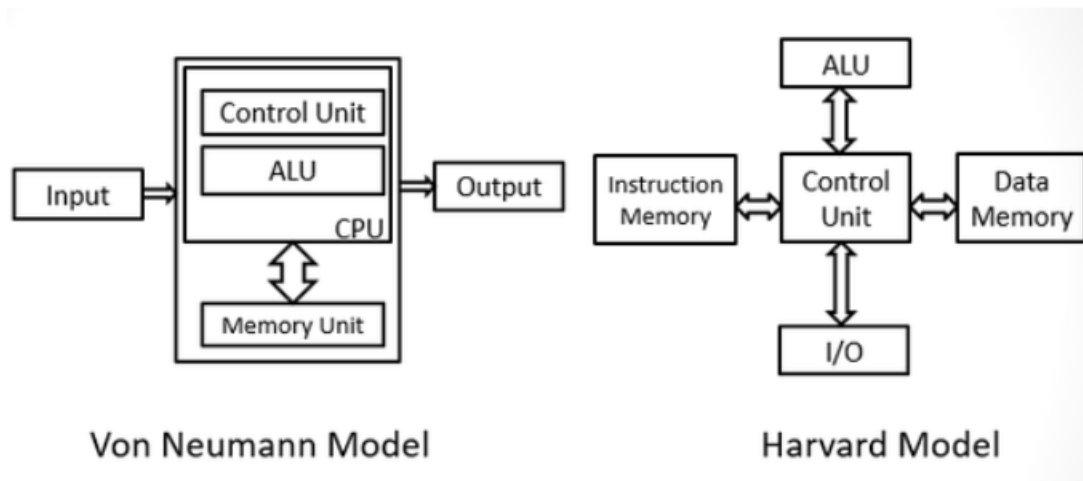 Control Unit
ALU
CPU
Input
Output
Memory Unit
Von Neumann Model
ALU
Instruction
Memory
Control
Unit
Data
Memory
I/O
Harvard Model